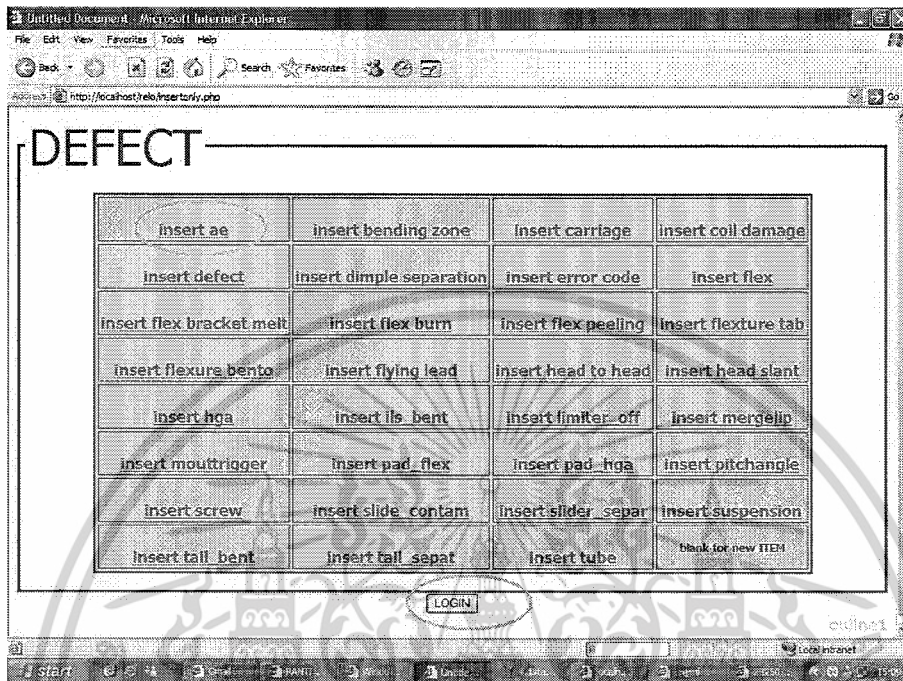 Untitled Document - Microsoft Internet Explorer
File Edit View Favorites Tools Help
Back Search Favorites
Address http://localhost/relo/insertonly.php Go
DEFECT
insert ae insert bending zone insert carriage insert coil damage
insert defect insert dimple separation insert error code insert flex
insert flex bracket melt insert flex burn insert flex peeling insert flexture tab
insert flexure bento insert flying lead insert head to head insert head slant
insert hga insert ils_bent insert limiter_off insert mergelip
insert mouttrigger insert pad_flex insert pad_hga insert pitchangle
insert screw insert slide_contam insert slider_separ insert suspension
insert tail_bent insert tail_sepat insert tube blank for new ITEM
LOGIN
Local intranet
Start